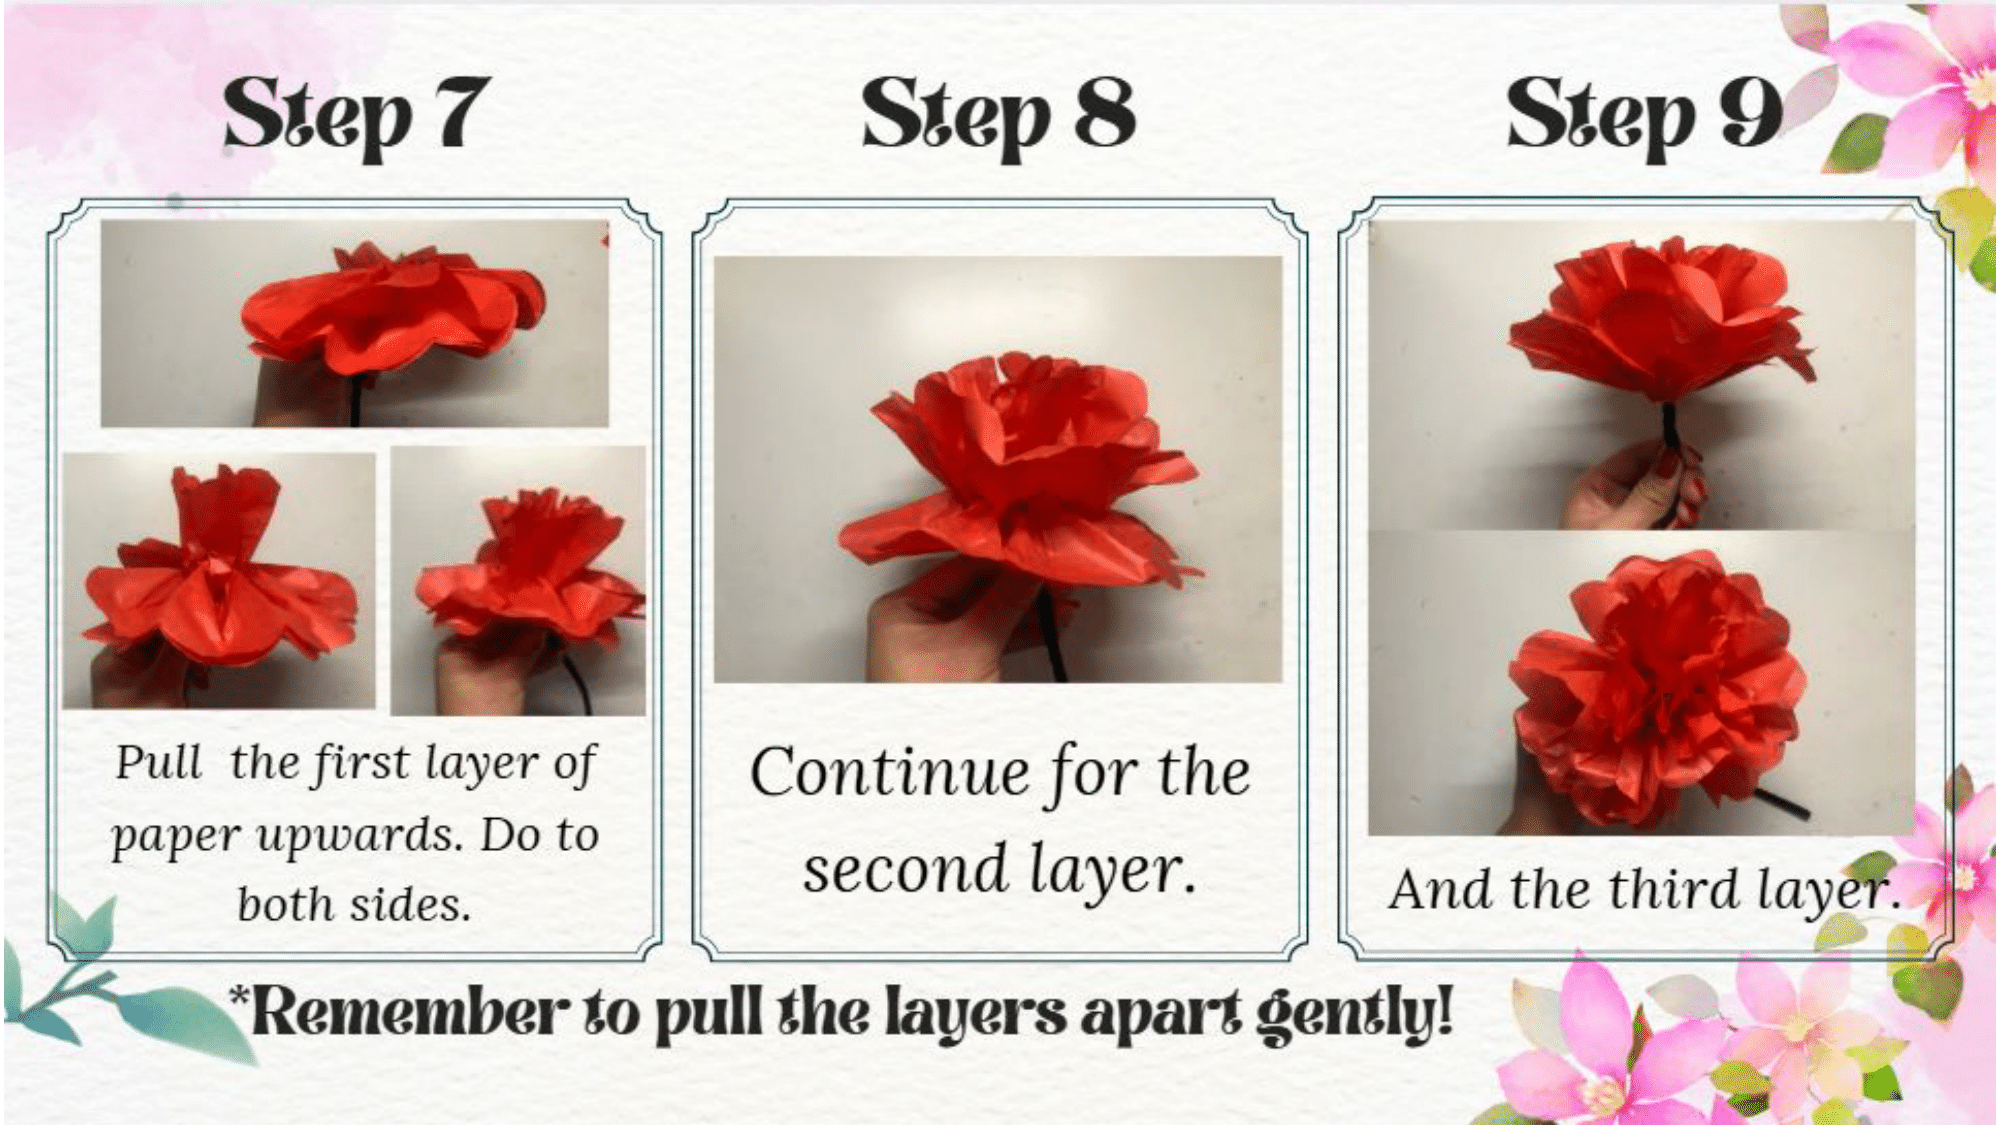 Step 7
Pull the first layer of
paper upwards. Do to
both sides.
Step 8
Continue for the
second layer.
Step 9
And the third layer.
*Remember to pull the layers apart gently!